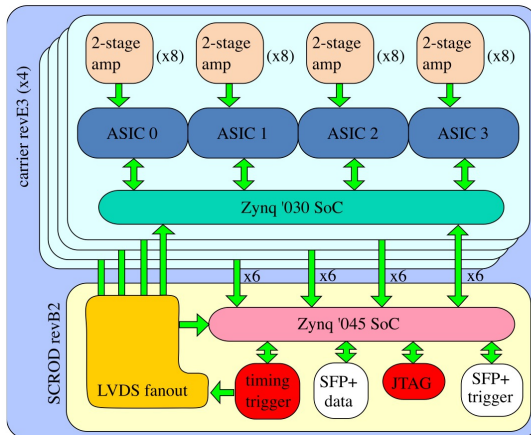 carrier revE3 (x4)
2-stage amp (x8) 2-stage amp (x8) 2-stage amp (x8) 2-stage amp (x8)
ASIC 0 ASIC 1 ASIC 2 ASIC 3
Zynq '030 SoC
x6 x6 x6 x6
SCROD revB2
Zynq '045 SoC
LVDS fanout
timing trigger
SFP+ data
JTAG
SFP+ trigger